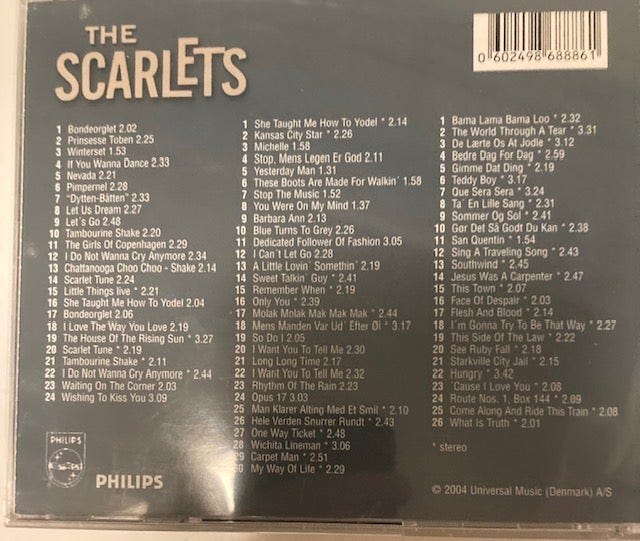 THE
SCARLETS
0 602498 688861
1 Bondeorglet 2.02
2 Prinsesse Toben 2.25
3 Winterset 1.53
4 If You Wanna Dance 2.33
5 Nevada 2.21
6 Pimpernel 2.28
7 "Dytten-Båtten" 2.33
8 Let Us Dream 2.27
9 Let´s Go 2.48
10 Tambourine Shake 2.20
11 The Girls Of Copenhagen 2.29
12 I Do Not Wanna Cry Anymore 2.34
13 Chattanooga Choo Choo - Shake 2.14
14 Scarlet Tune 2.24
15 Little Things live * 2.21
16 She Taught Me How To Yodel 2.04
17 Bondeorglet 2.06
18 I Love The Way You Love 2.19
19 The House Of The Rising Sun * 3.27
20 Scarlet Tune * 2.19
21 Tambourine Shake * 2.11
22 I Do Not Wanna Cry Anymore * 2.44
23 Waiting On The Corner 2.03
24 Wishing To Kiss You 3.09
1 She Taught Me How To Yodel * 2.14
2 Kansas City Star * 2.26
3 Michelle 1.58
4 Stop, Mens Legen Er God 2.11
5 Yesterday Man 1.31
6 These Boots Are Made For Walkin´ 1.58
7 Stop The Music * 1.52
8 You Were On My Mind 1.37
9 Barbara Ann 2.13
10 Blue Turns To Grey 2.26
11 Dedicated Follower Of Fashion 3.05
12 I Can´t Let Go 2.28
13 A Little Lovin´ Somethin´ 2.19
14 Sweet Talkin´ Guy * 2.41
15 Remember When * 2.19
16 Only You * 2.39
17 Molak Molak Mak Mak Mak * 2.44
18 Mens Manden Var Ud´ Efter Øl * 3.17
19 So Do I 2.05
20 I Want You To Tell Me 2.30
21 Long Long Time 2.17
22 I Want You To Tell Me * 2.32
23 Rhythm Of The Rain 2.23
24 Opus 17 * 3.03
25 Man Klarer Alting Med Et Smil * 2.10
26 Hele Verden Snurrer Rundt * 2.43
27 One Way Ticket * 2.48
28 Wichita Lineman * 3.06
29 Carpet Man * 2.51
30 My Way Of Life * 2.29
1 Bama Lama Bama Loo * 2.32
2 The World Through A Tear * 3.31
3 De Lærte Os At Jodle * 3.12
4 Bedre Dag For Dag * 2.59
5 Gimme Dat Ding * 2.19
6 Teddy Boy * 3.17
7 Que Sera Sera * 3.24
8 Ta´ En Lille Sang * 2.31
9 Sommer Og Sol * 2.41
10 Gør Det Så Godt Du Kan * 2.38
11 San Quentin * 1.54
12 Sing A Traveling Song * 2.43
13 Southwind * 2.45
14 Jesus Was A Carpenter * 2.47
15 This Town * 2.07
16 Face Of Despair * 2.03
17 Flesh And Blood * 2.14
18 I´m Gonna Try To Be That Way * 2.27
19 This Side Of The Law * 2.22
20 See Ruby Fall * 2.18
21 Starkville City Jail * 2.15
22 Hungry * 3.42
23 ´Cause I Love You * 2.08
24 Route Nos. 1, Box 144 * 2.09
25 Come Along And Ride This Train * 2.08
26 What Is Truth * 2.01
* stereo
PHILIPS
PHILIPS
© 2004 Universal Music (Denmark) A/S